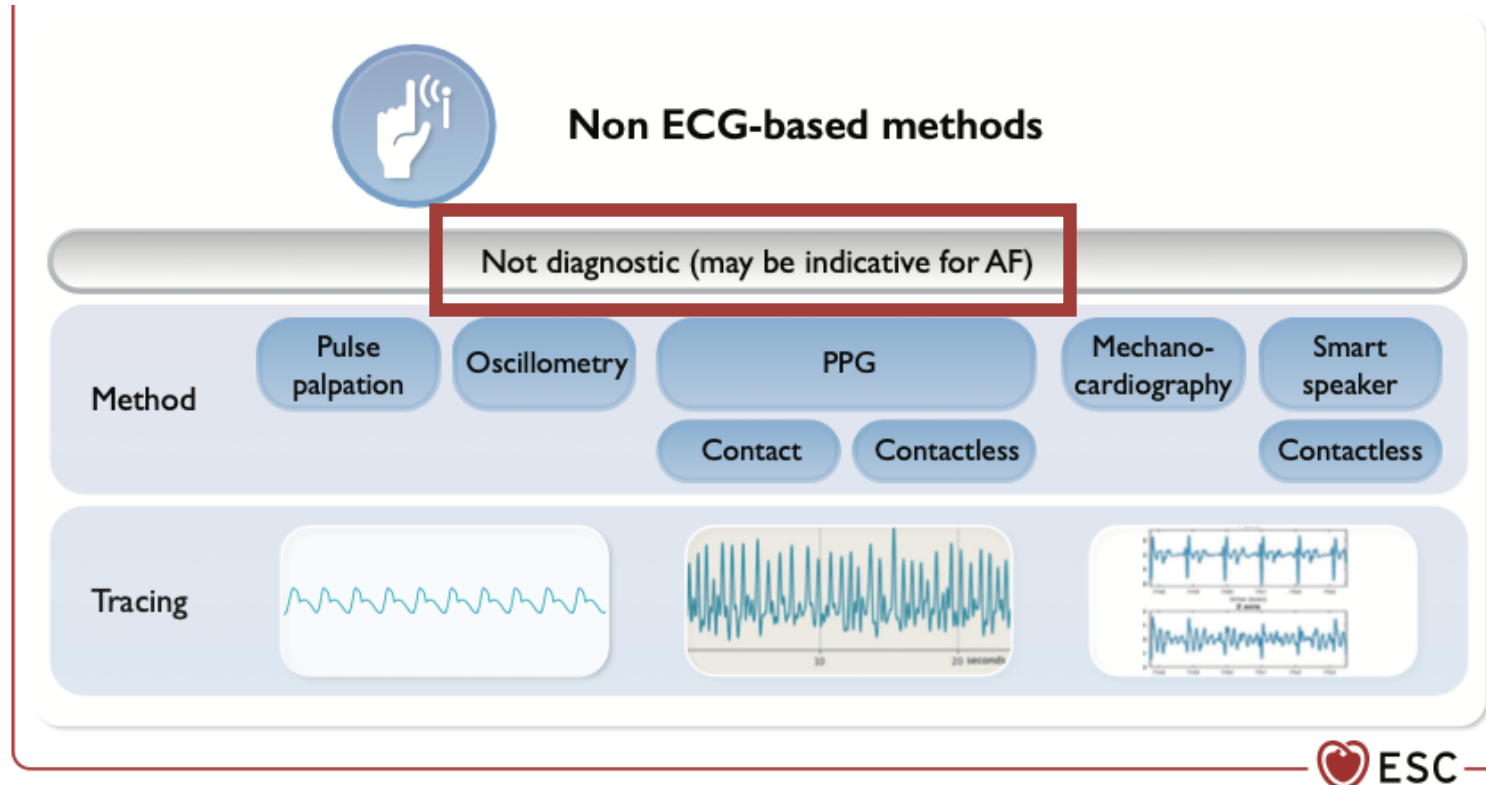 Non ECG-based methods
Not diagnostic (may be indicative for AF)
Method
Pulse
palpation
Oscillometry
PPG
Mechano-
cardiography
Smart
speaker
Contact
Contactless
Contactless
Tracing
10
20 seconds
Z axis
ESC